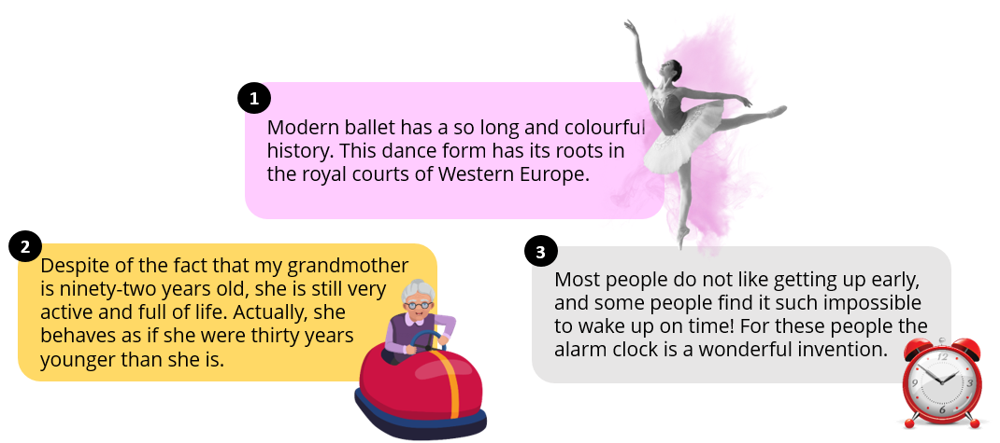 1
Modern ballet has a so long and colourful
history. This dance form has its roots in
the royal courts of Western Europe.
2
Despite of the fact that my grandmother
is ninety-two years old, she is still very
active and full of life. Actually, she
behaves as if she were thirty years
younger than she is.
3
Most people do not like getting up early,
and some people find it such impossible
to wake up on time! For these people the
alarm clock is a wonderful invention.
12
9 3
6